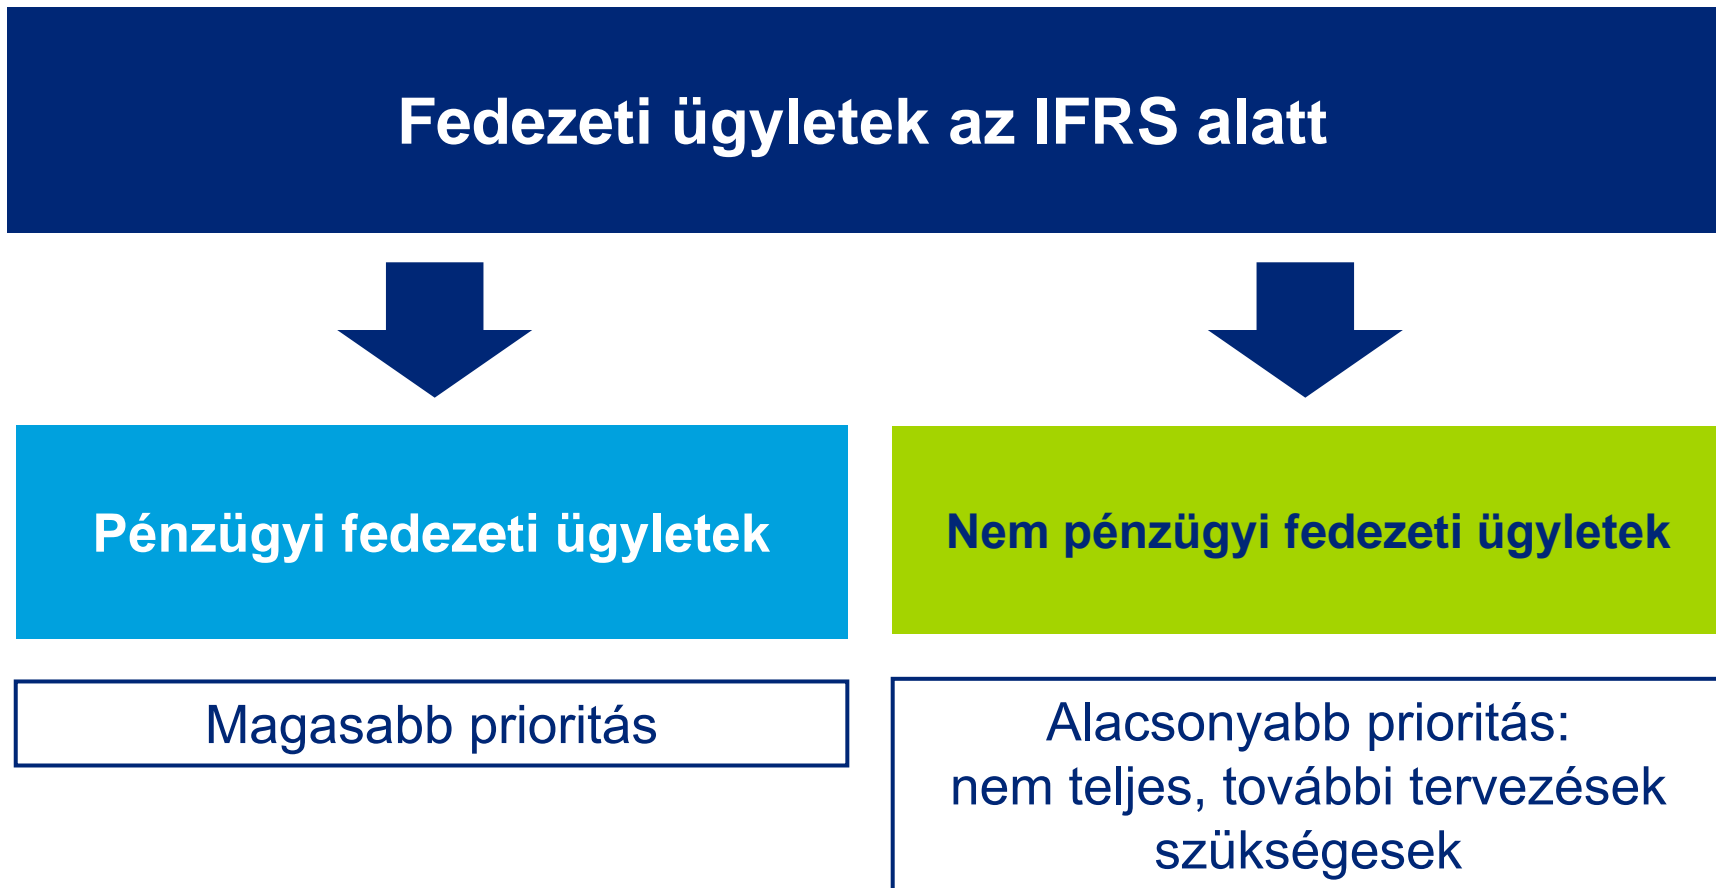 Fedezeti ügyletek az IFRS alatt
Pénzügyi fedezeti ügyletek
Nem pénzügyi fedezeti ügyletek
Magasabb prioritás
Alacsonyabb prioritás:
nem teljes, további tervezések
szükségesek